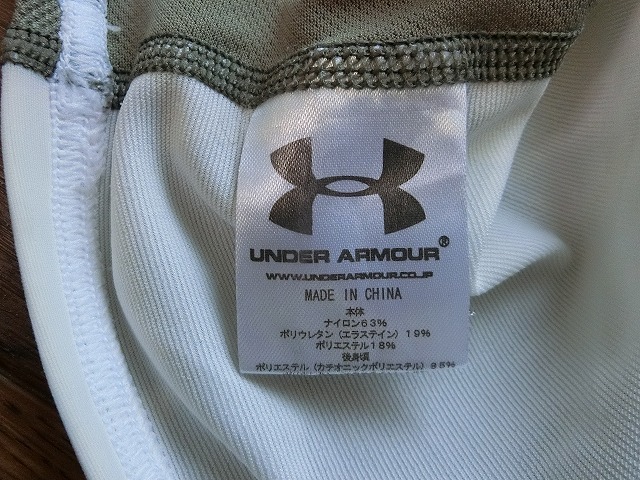 UNDER ARMOUR®
WWW.UNDERARMOUR.CO.JP
MADE IN CHINA
本体
ナイロン63%
ポリウレタン(エラステイン)19%
ポリエステル18%
後身頃
ポリエステル(カチオニックポリエステル)